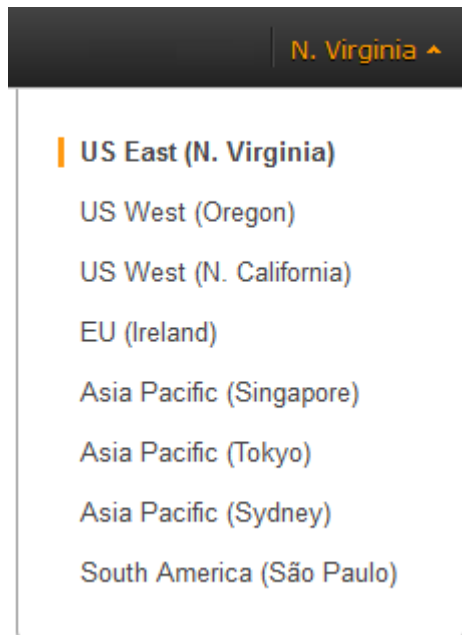 N. Virginia
US East (N. Virginia)
US West (Oregon)
US West (N. California)
EU (Ireland)
Asia Pacific (Singapore)
Asia Pacific (Tokyo)
Asia Pacific (Sydney)
South America (São Paulo)